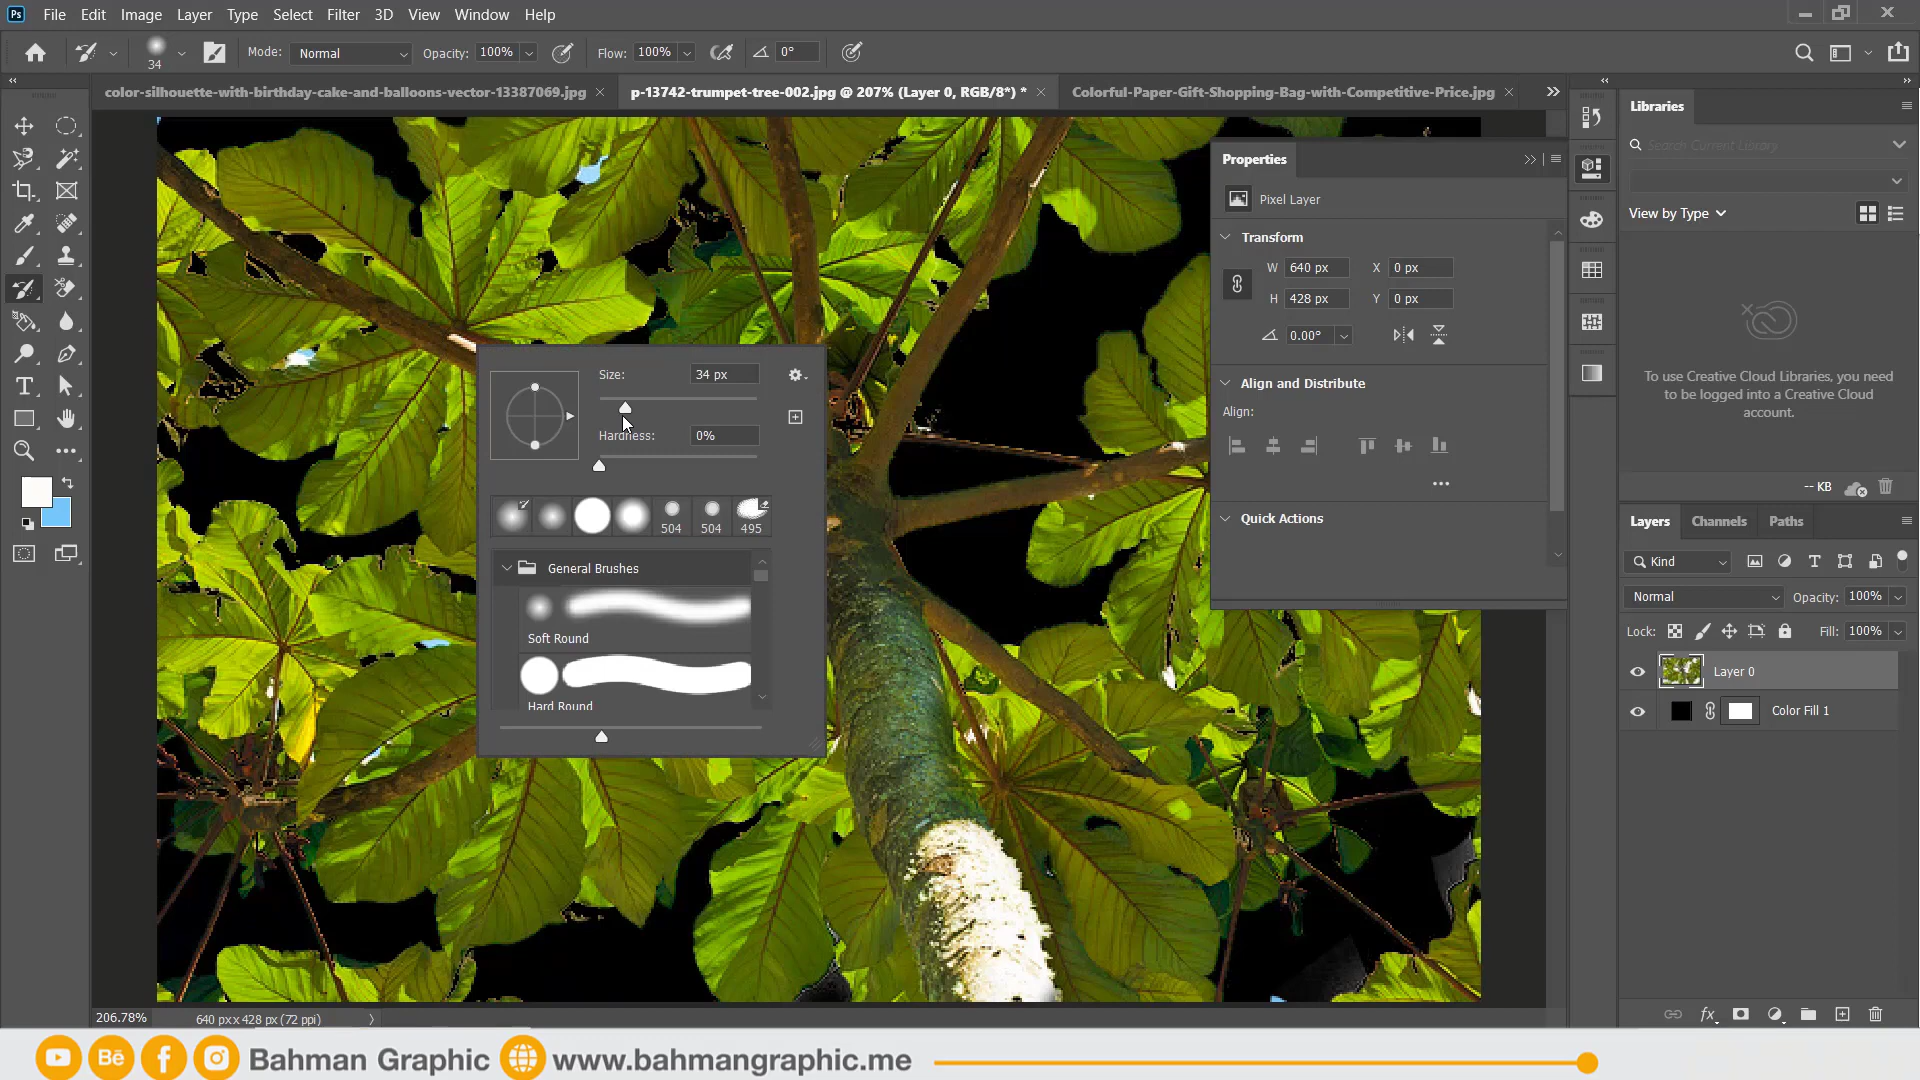 Ps File Edit Image Layer Type Select Filter 3D View Window Help
34 Mode: Normal Opacity: 100% Flow: 100% 0°
color-silhouette-with-birthday-cake-and-balloons-vector-13387069.jpg p-13742-trumpet-tree-002.jpg @ 207% (Layer 0, RGB/8*) * Colorful-Paper-Gift-Shopping-Bag-with-Competitive-Price.jpg
Libraries
Search Current Library
View by Type
To use Creative Cloud Libraries, you need
to be logged into a Creative Cloud
account.
-- KB
Properties
Pixel Layer
Transform
W 640 px X 0 px
H 428 px Y 0 px
0.00°
Align and Distribute
Align:
Quick Actions
Size: 34 px
Hardness: 0%
504 504 495
General Brushes
Soft Round
Hard Round
Layers Channels Paths
Kind
Normal Opacity: 100%
Lock: Fill: 100%
Layer 0
Color Fill 1
fx
206.78% 640 px x 428 px (72 ppi)
Bē Bahman Graphic www.bahmangraphic.me